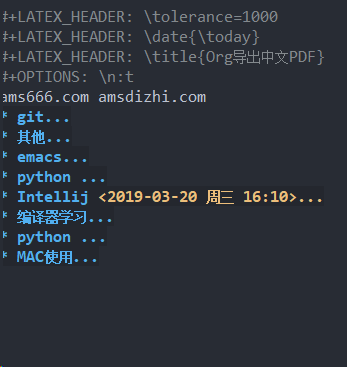 #+LATEX_HEADER: \tolerance=1000
#+LATEX_HEADER: \date{\today}
#+LATEX_HEADER: \title{Org导出中文PDF}
#+OPTIONS: \n:t
ams666.com amsdizhi.com
* git...
* 其他...
* emacs...
* python ...
* Intellij <2019-03-20 周三 16:10>...
* 编译器学习...
* python ...
* MAC使用...